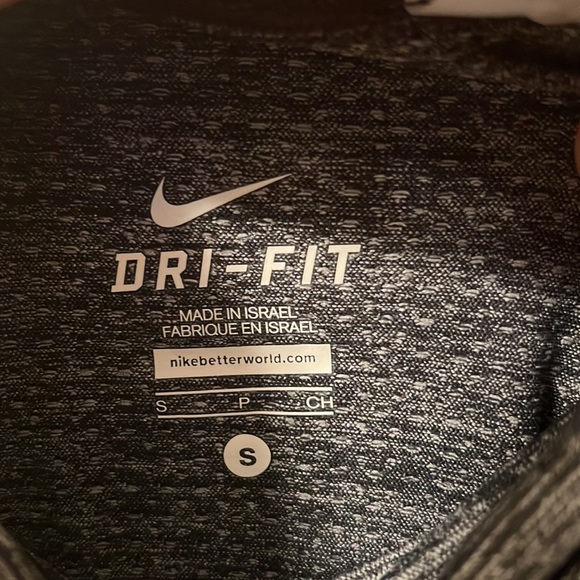 DRI-FIT
MADE IN ISRAEL
FABRIQUE EN ISRAEL
nikebetterworld.com
S P CH
S